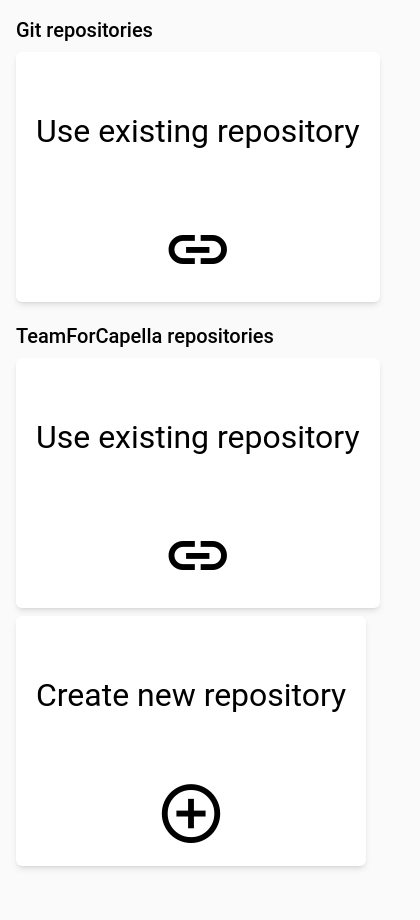 Git repositories
Use existing repository
TeamForCapella repositories
Use existing repository
Create new repository